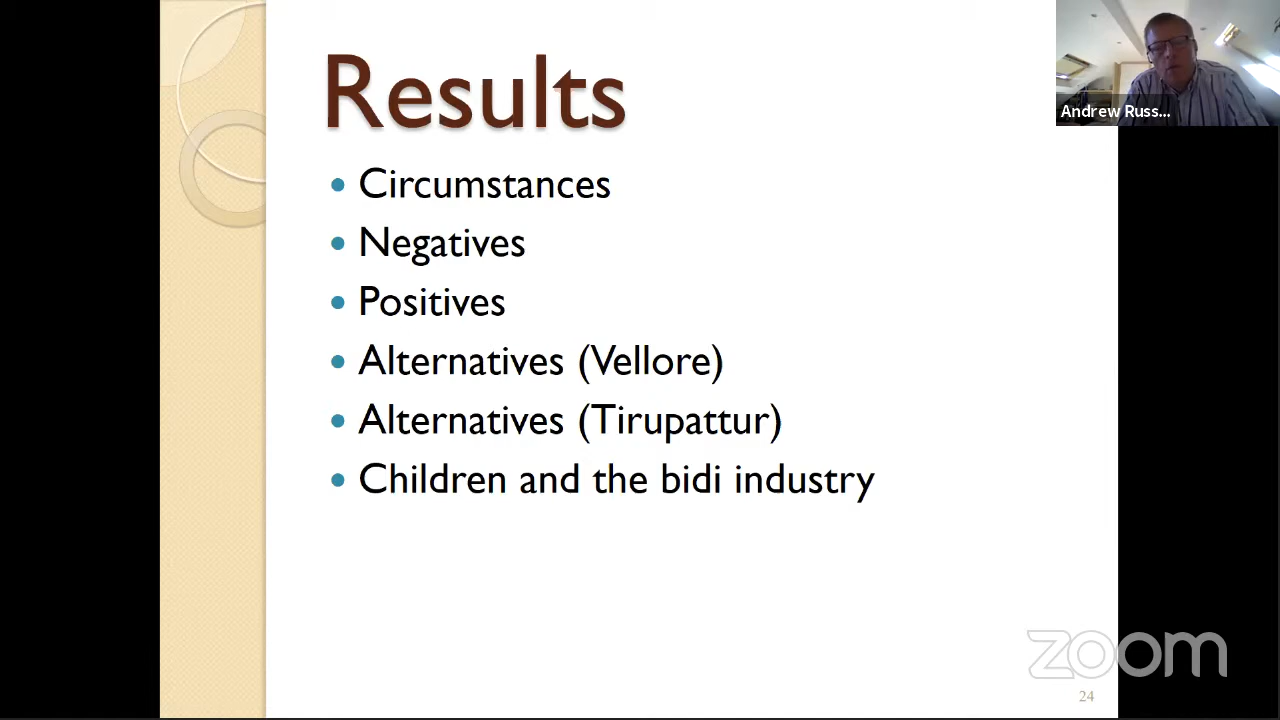 Results
Andrew Russ...
• Circumstances
• Negatives
• Positives
• Alternatives (Vellore)
• Alternatives (Tirupattur)
• Children and the bidi industry
zoom
24